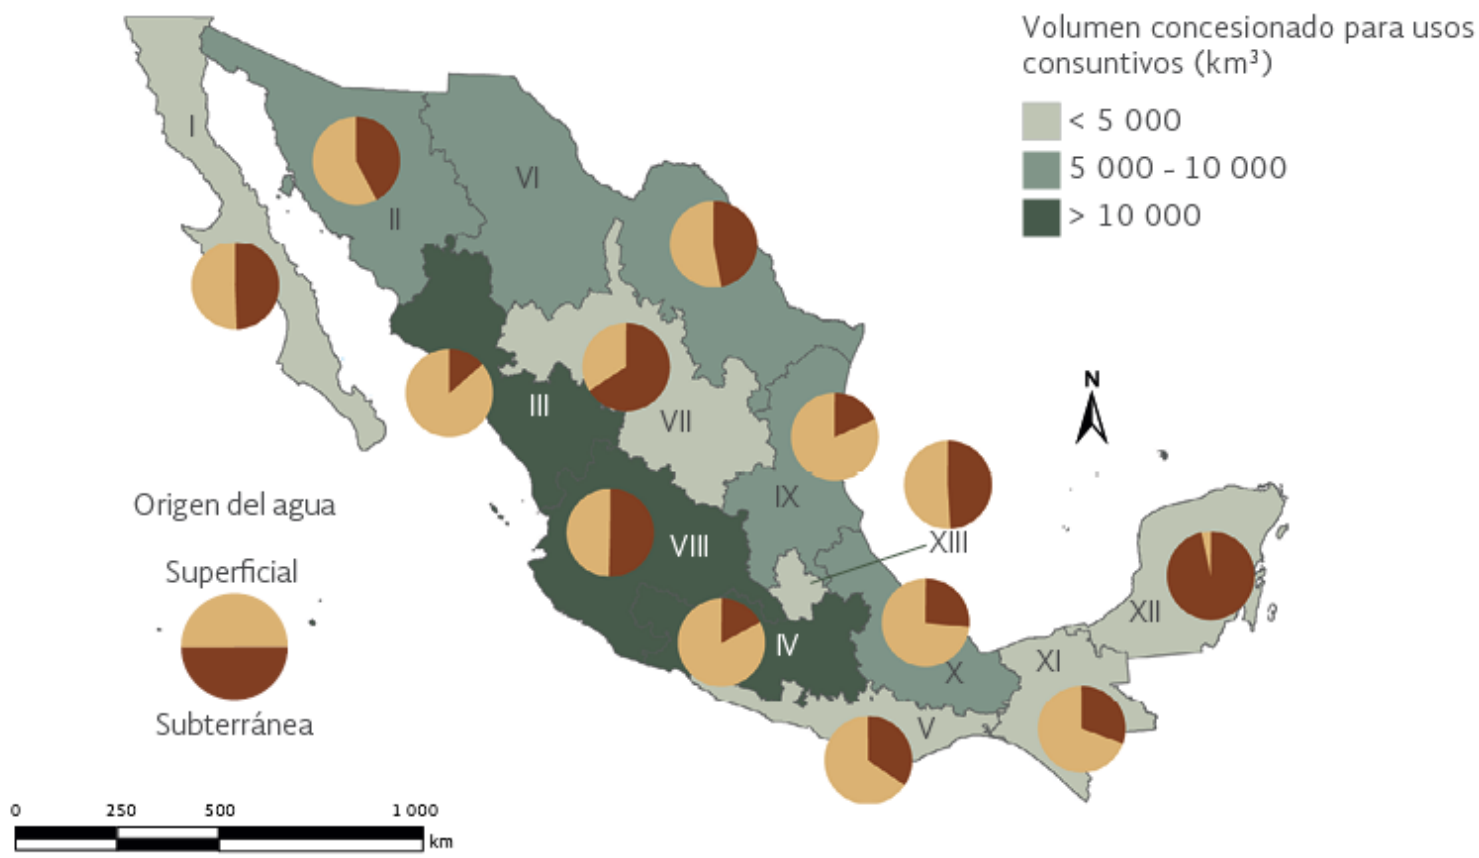 Volumen concesionado para usos
consuntivos (km³)
< 5 000
5 000 - 10 000
> 10 000
I
II
VI
III
VII
N
IX
VIII
XIII
Origen del agua
Superficial
Subterránea
IV
XII
XI
X
V
0 250 500 1 000
km